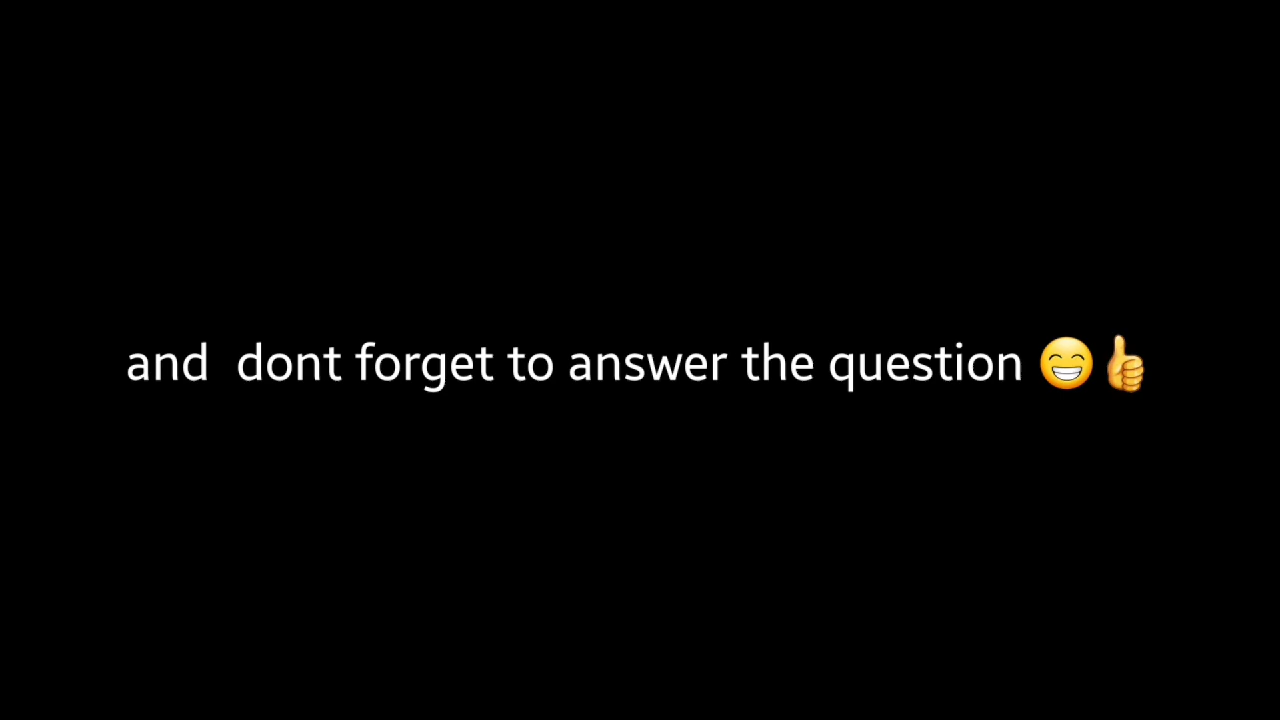 and  dont forget to answer the question 😁👍